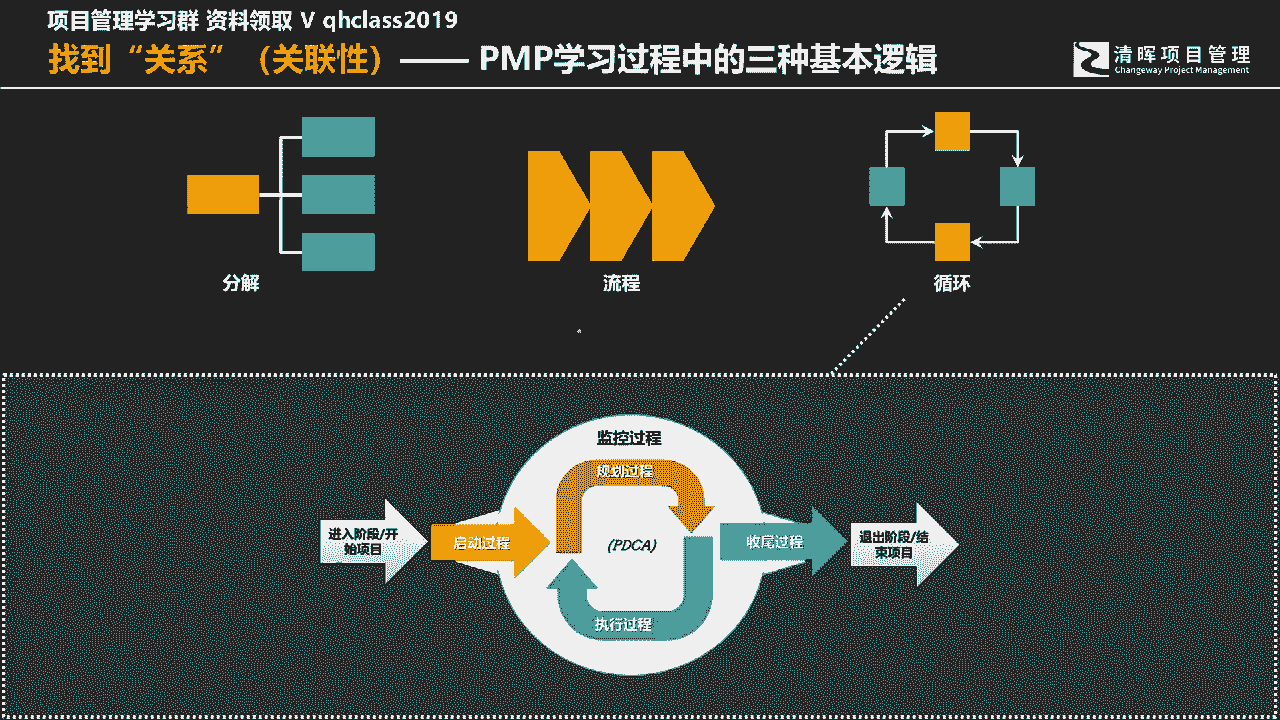 项目管理学习群 资料领取 V qhclass2019
找到“关系”（关联性）—— PMP学习过程中的三种基本逻辑
清晖项目管理
Changeway Project Management
分解
流程
循环
监控过程
规划过程
进入阶段/开
始项目
启动过程
(PDCA)
收尾过程
退出阶段/结
束项目
执行过程